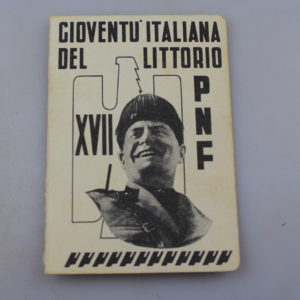 GIOVENTU' ITALIANA
DEL LITTORIO
XVII
PNF